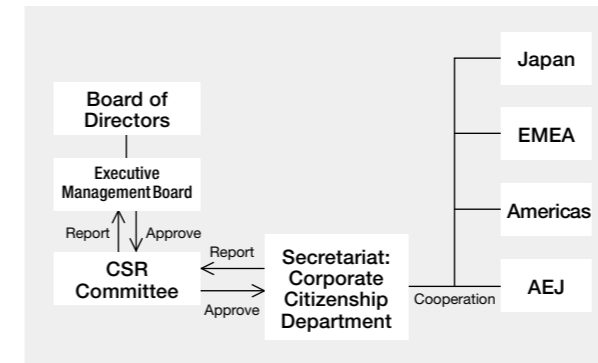 Board of
Directors
Executive
Management Board
Report
Approve
CSR
Committee
Report
Approve
Secretariat:
Corporate
Citizenship
Department
Cooperation
Japan
EMEA
Americas
AEJ